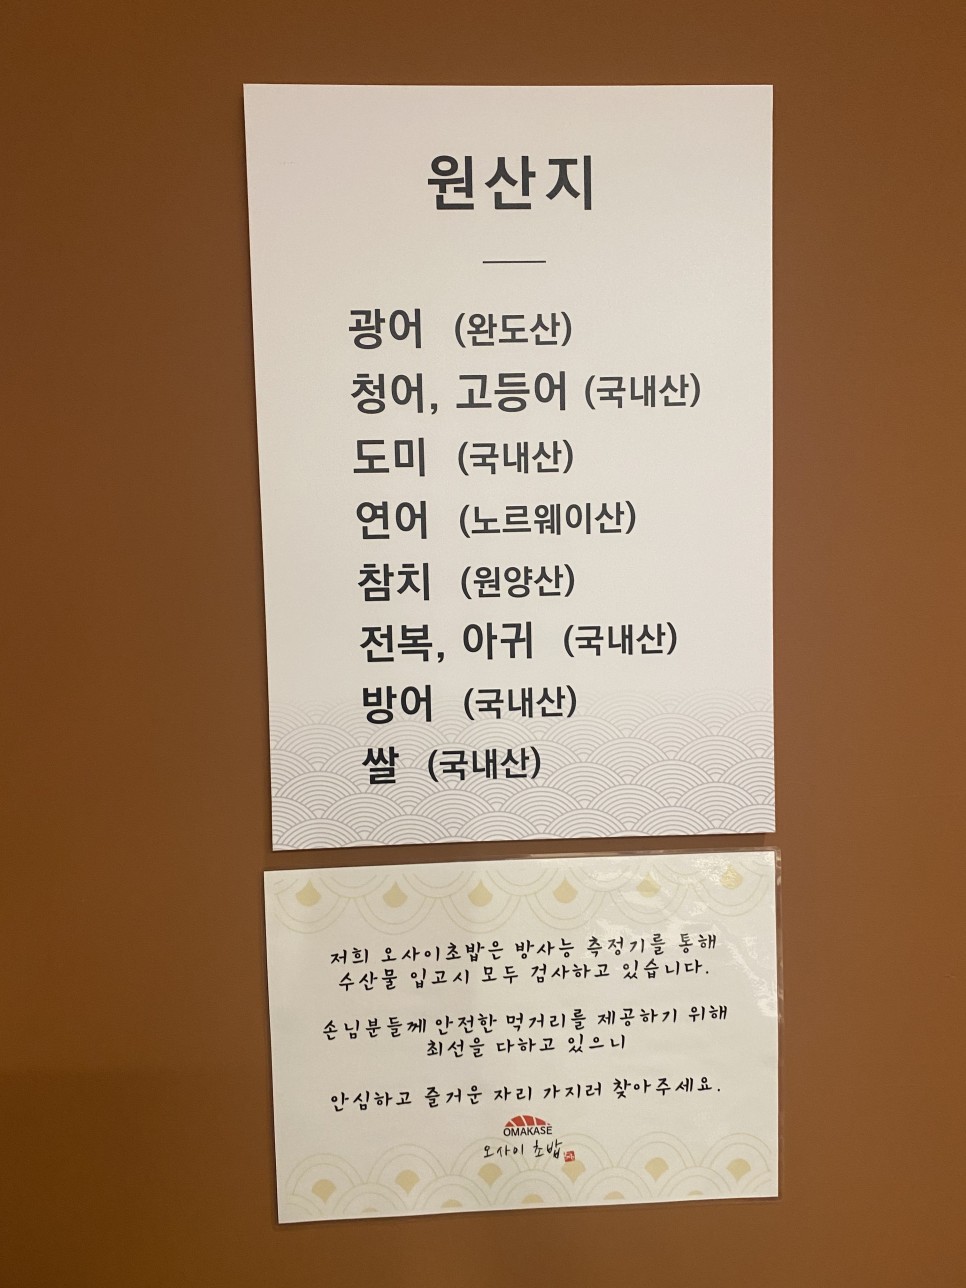 원산지
광어 (완도산)
청어, 고등어 (국내산)
도미 (국내산)
연어 (노르웨이산)
참치 (원양산)
전복, 아귀 (국내산)
방어 (국내산)
쌀 (국내산)
저희 오사이초밥은 방사능 측정기를 통해
수산물 입고시 모두 검사하고 있습니다.
손님분들께 안전한 먹거리를 제공하기 위해
최선을 다하고 있으니
안심하고 즐거운 자리 가지러 찾아주세요.
OMAKASE
오사이 초밥